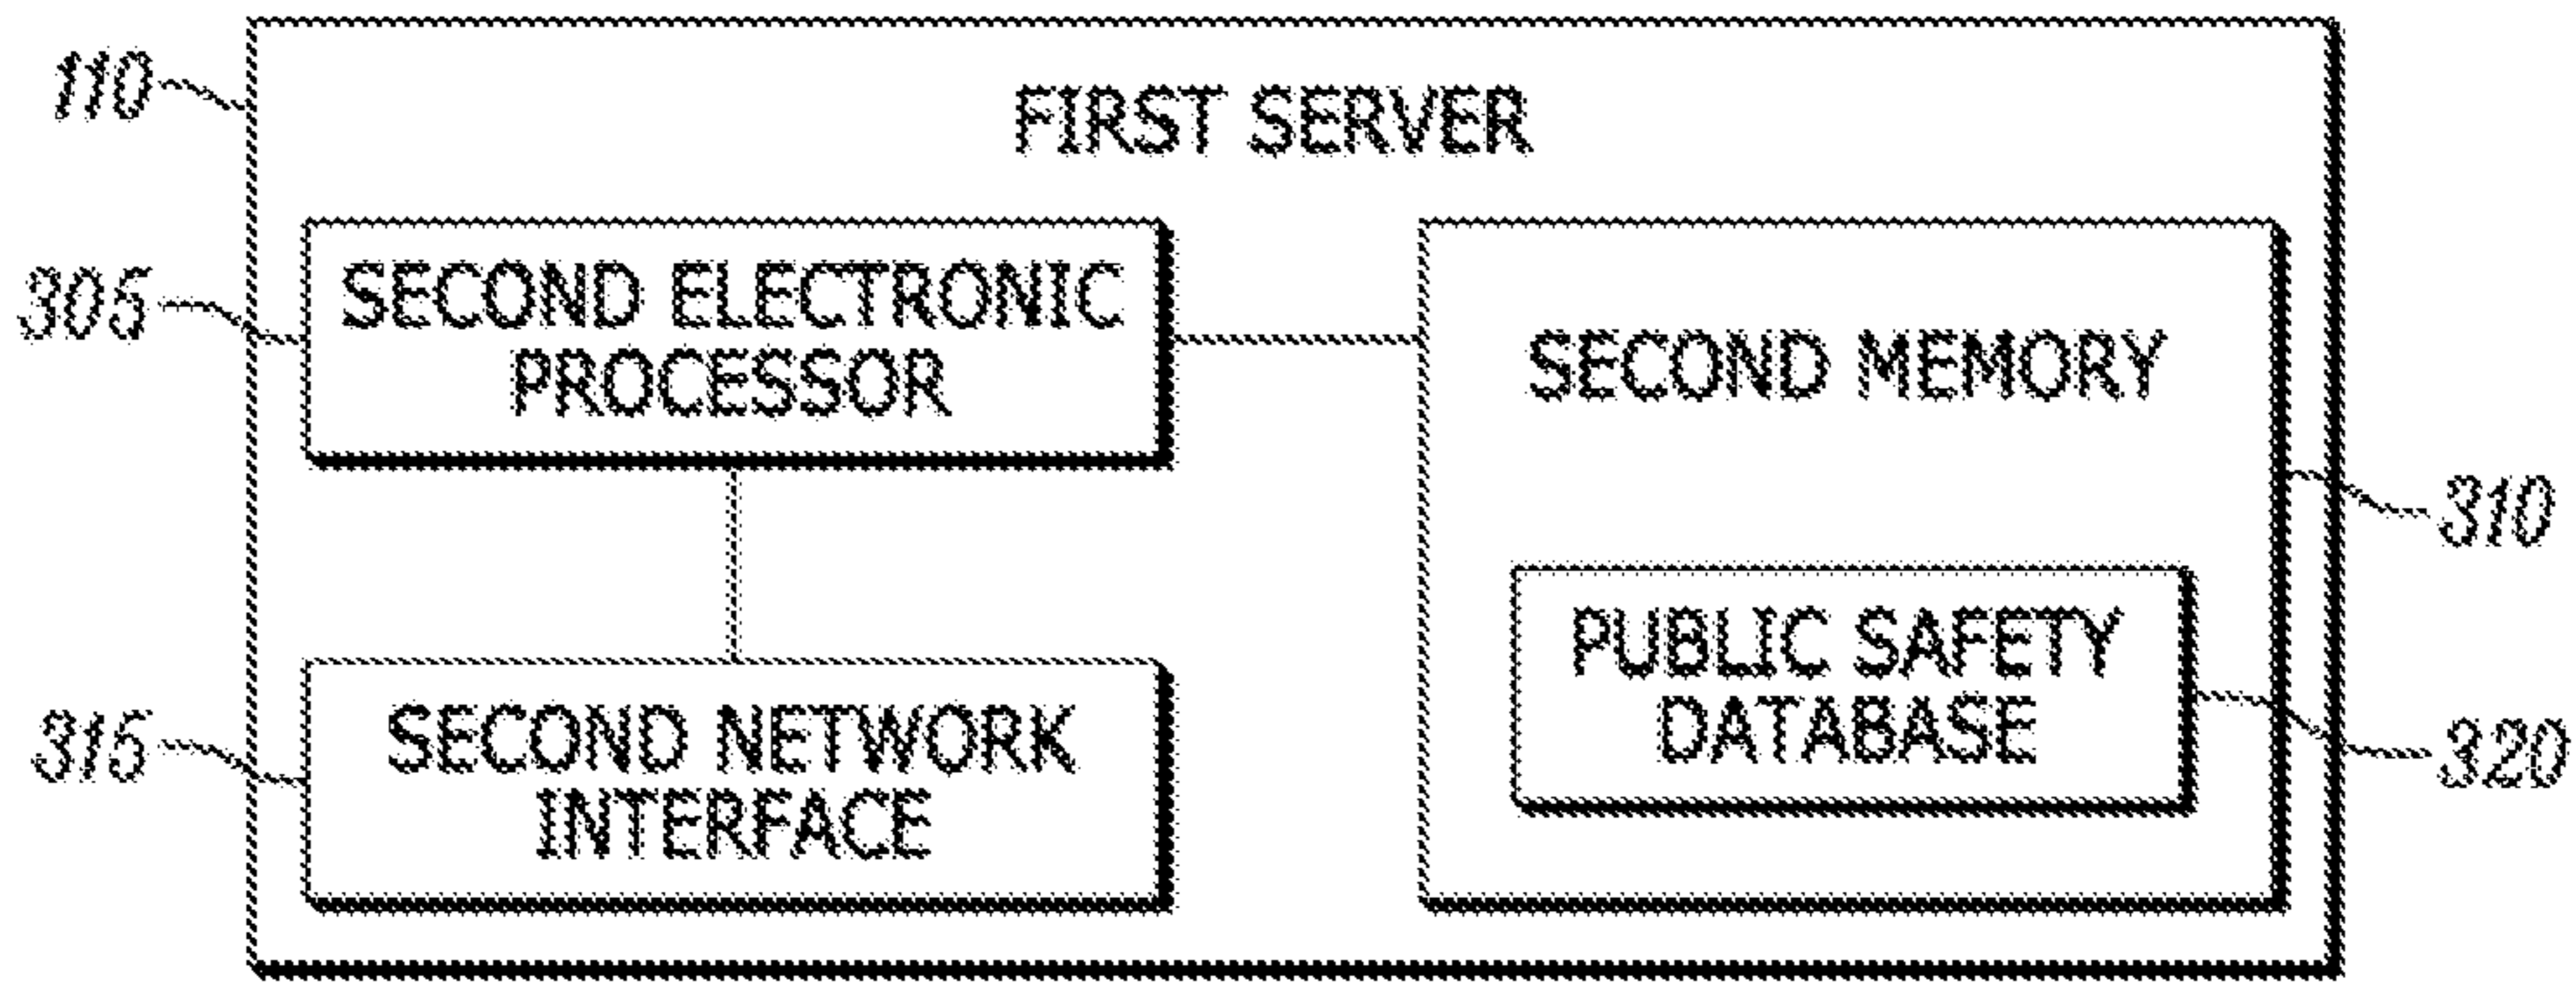 110
FIRST SERVER
305
SECOND ELECTRONIC
PROCESSOR
SECOND MEMORY
310
315
SECOND NETWORK
INTERFACE
PUBLIC SAFETY
DATABASE
320